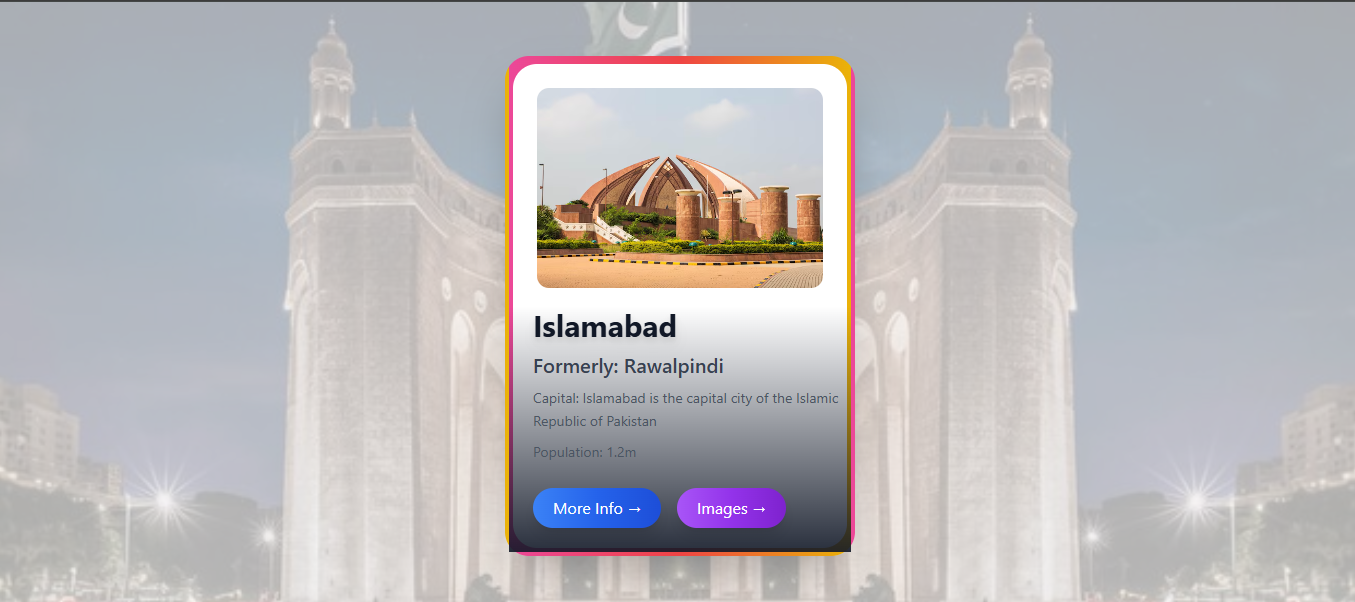 Islamabad
Formerly: Rawalpindi
Capital: Islamabad is the capital city of the Islamic
Republic of Pakistan
Population: 1.2m
More Info →
Images →